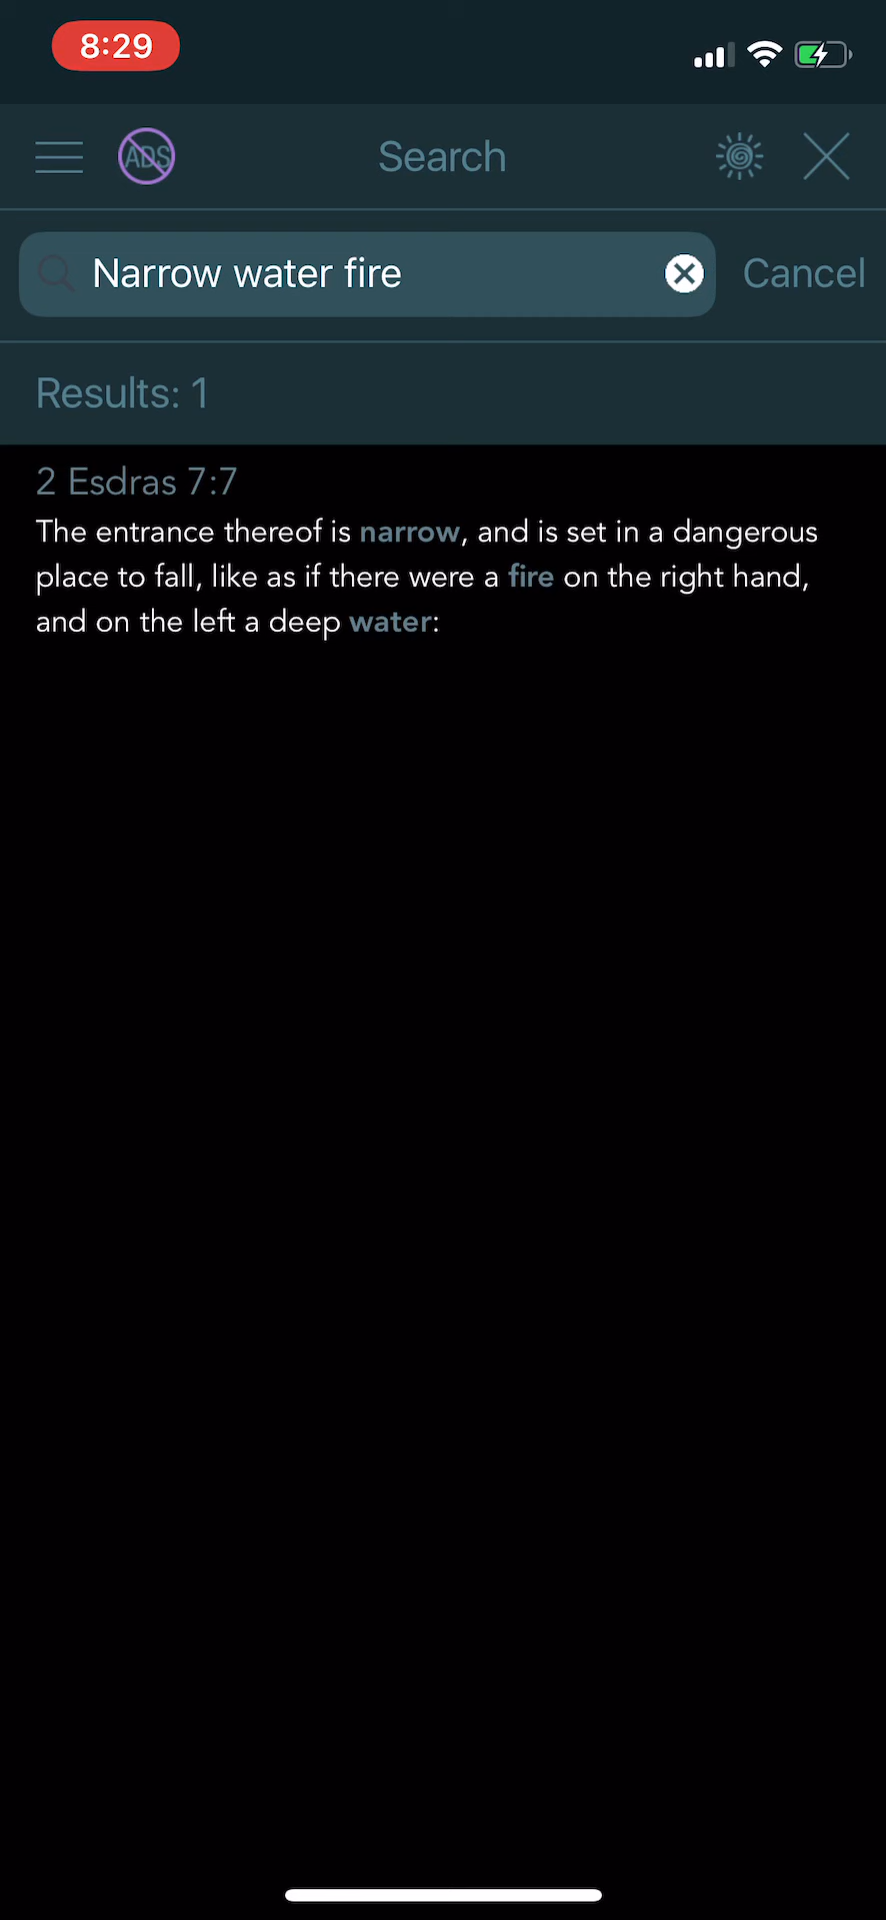 8:29
ADS
Search
Narrow water fire
Cancel
Results: 1
2 Esdras 7:7
The entrance thereof is narrow, and is set in a dangerous
place to fall, like as if there were a fire on the right hand,
and on the left a deep water: